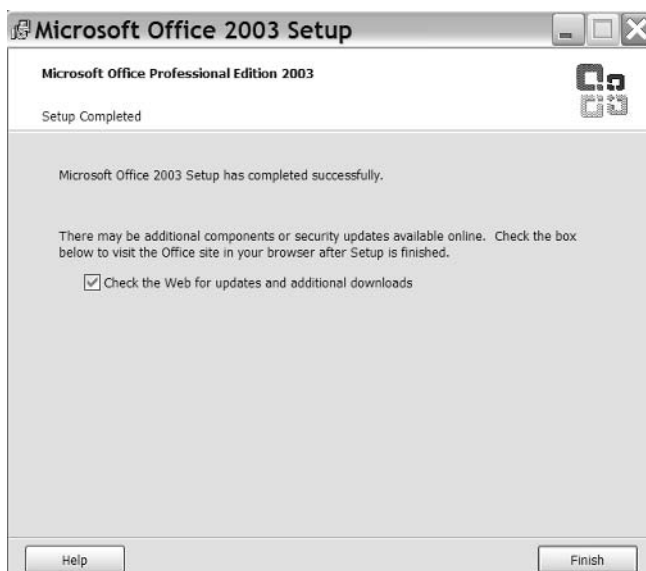 Microsoft Office 2003 Setup
Microsoft Office Professional Edition 2003
Setup Completed
Microsoft Office 2003 Setup has completed successfully.
There may be additional components or security updates available online. Check the box
below to visit the Office site in your browser after Setup is finished.
Check the Web for updates and additional downloads
Help
Finish